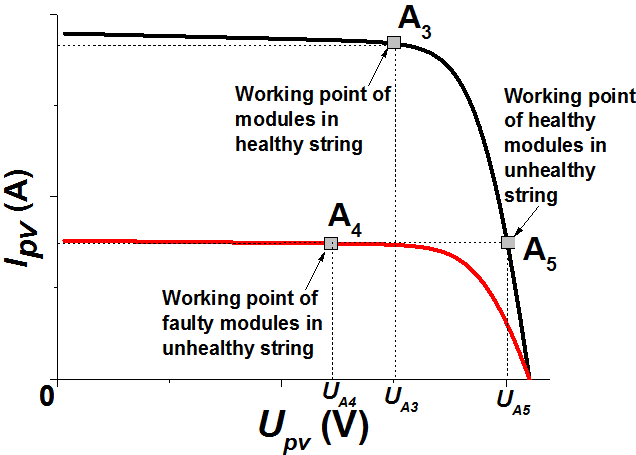 A3
Working point of
modules in
healthy string
Working point
of healthy
modules in
unhealthy
string
Ipv (A)
A4
A5
Working point of
faulty modules in
unhealthy string
0
UA4
UA3
UA5
Upv (V)